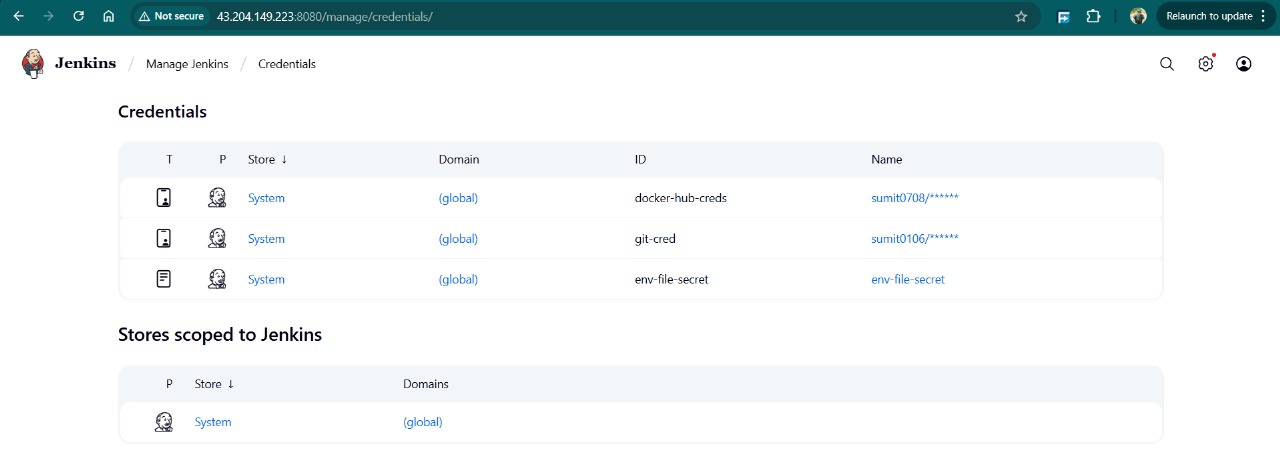 Not secure 43.204.149.223:8080/manage/credentials/ Relaunch to update
Jenkins / Manage Jenkins / Credentials
Credentials
T P Store ↓ Domain ID Name
System (global) docker-hub-creds sumit0708/******
System (global) git-cred sumit0106/******
System (global) env-file-secret env-file-secret
Stores scoped to Jenkins
P Store ↓ Domains
System (global)